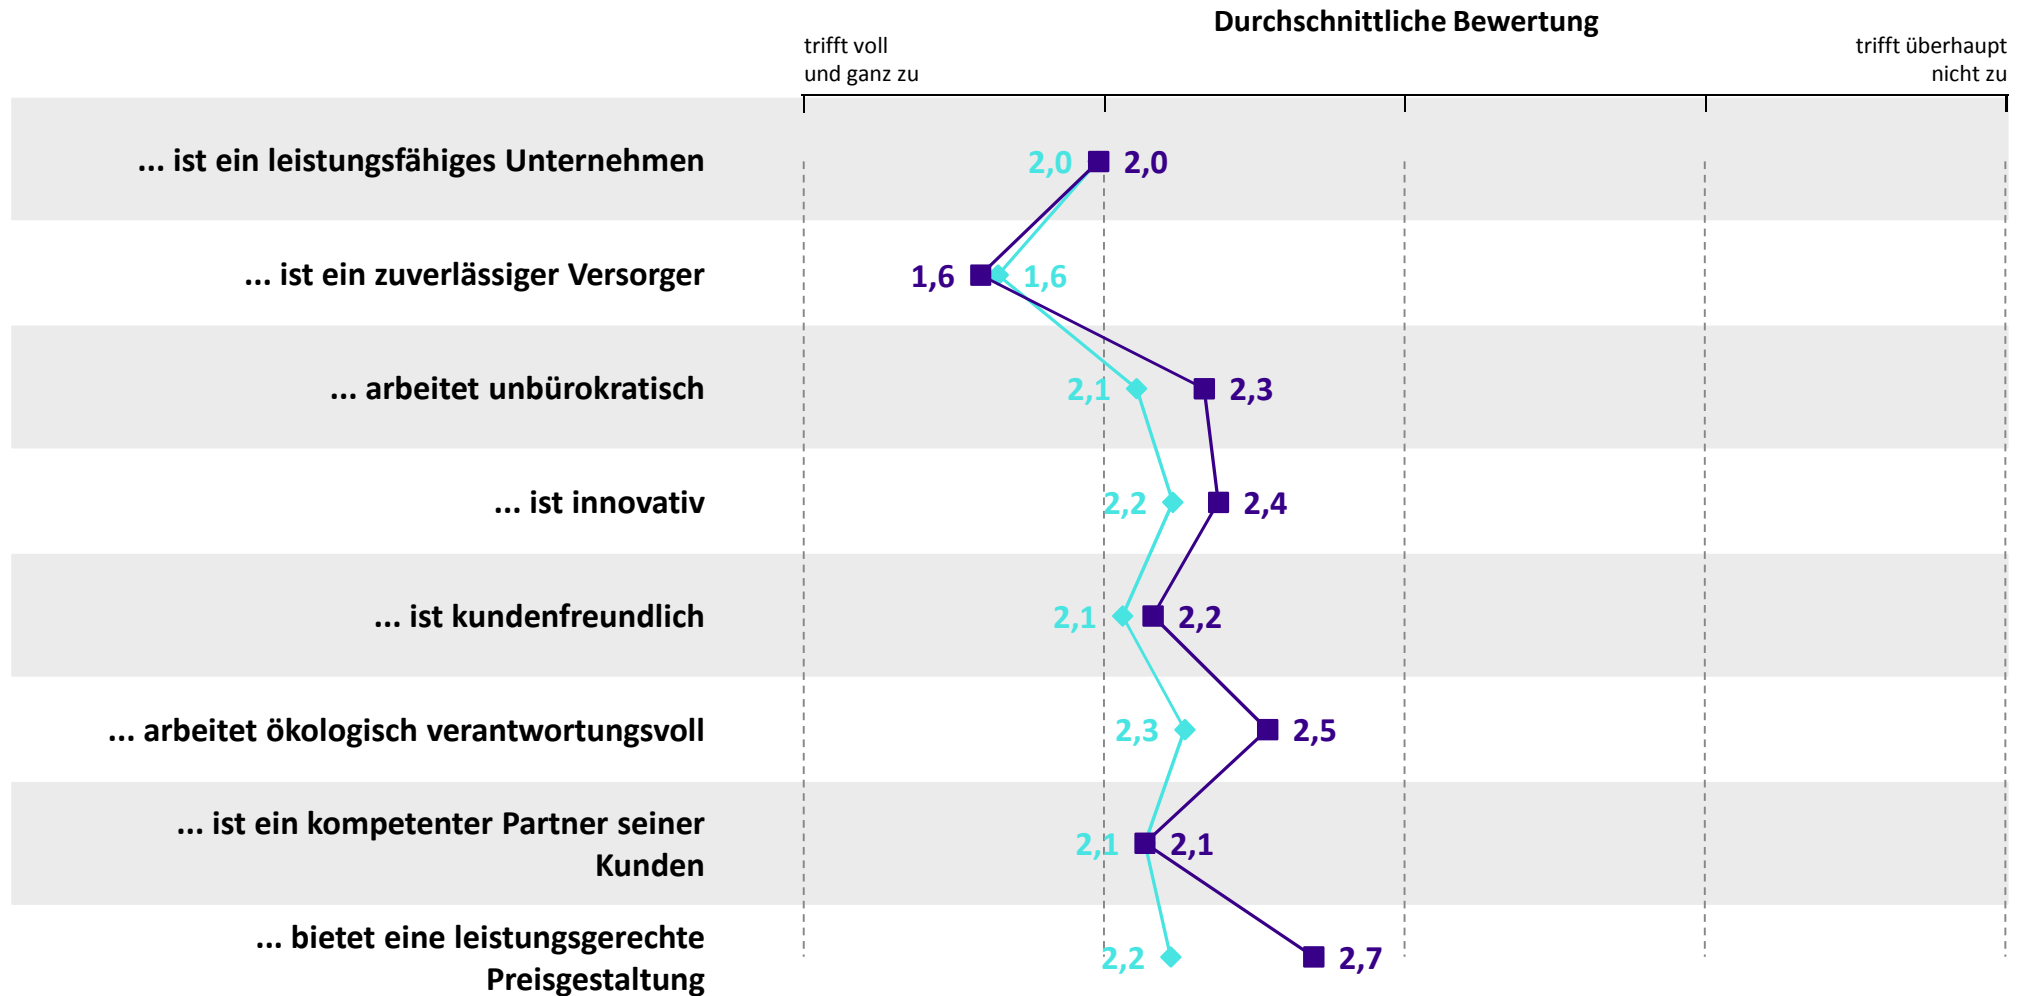 Durchschnittliche Bewertung
trifft voll
und ganz zu
trifft überhaupt
nicht zu
... ist ein leistungsfähiges Unternehmen
2,0
2,0
... ist ein zuverlässiger Versorger
1,6
1,6
... arbeitet unbürokratisch
2,1
2,3
... ist innovativ
2,2
2,4
... ist kundenfreundlich
2,1
2,2
... arbeitet ökologisch verantwortungsvoll
2,3
2,5
... ist ein kompetenter Partner seiner
Kunden
2,1
2,1
... bietet eine leistungsgerechte
Preisgestaltung
2,2
2,7